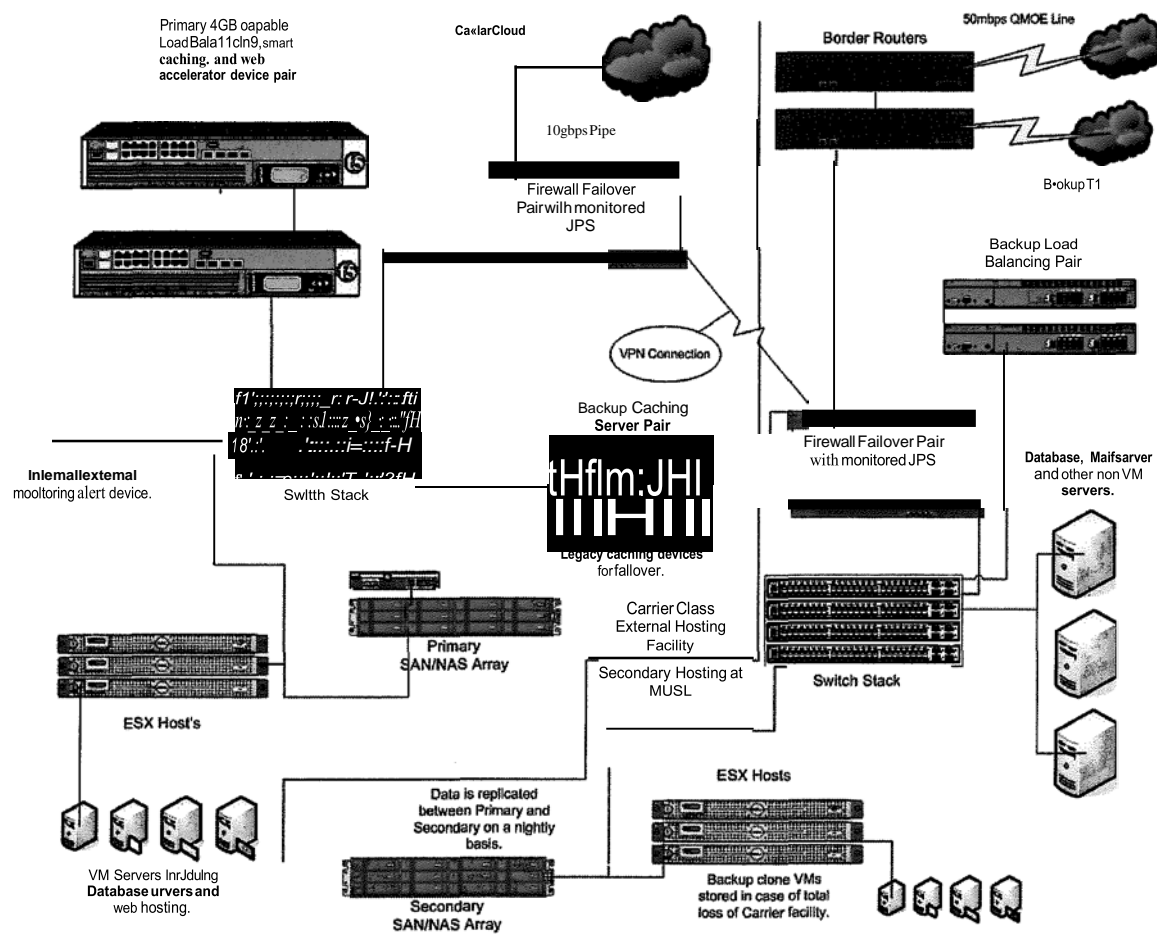 Primary 4GB oapable
LoadBala11cln9,smart
caching. and web
accelerator device pair
Ca«larCloud
10gbps Pipe
Firewall Failover
Pairwilh monitored
JPS
Border Routers
50mbps QMOE Line
B•okup T1
Backup Load
Balancing Pair
VPN Connection
Inlemallextemal
mooltoring alert device.
Swltth Stack
Backup Caching
Server Pair
tHflm:JHI
Legacy caching devices
forfallover.
Firewall Failover Pair
with monitored JPS
Database, Maifsarver
and other non VM
servers.
Primary
SAN/NAS Array
Carrier Class
External Hosting
Facility
Secondary Hosting at
MUSL
Switch Stack
ESX Host's
VM Servers InrJdulng
Database urvers and
web hosting.
Data is replicated
between Primary and
Secondary on a nightly
basis.
Secondary
SAN/NAS Array
ESX Hosts
Backup clone VMs
stored in case of total
loss of Carrier facility.